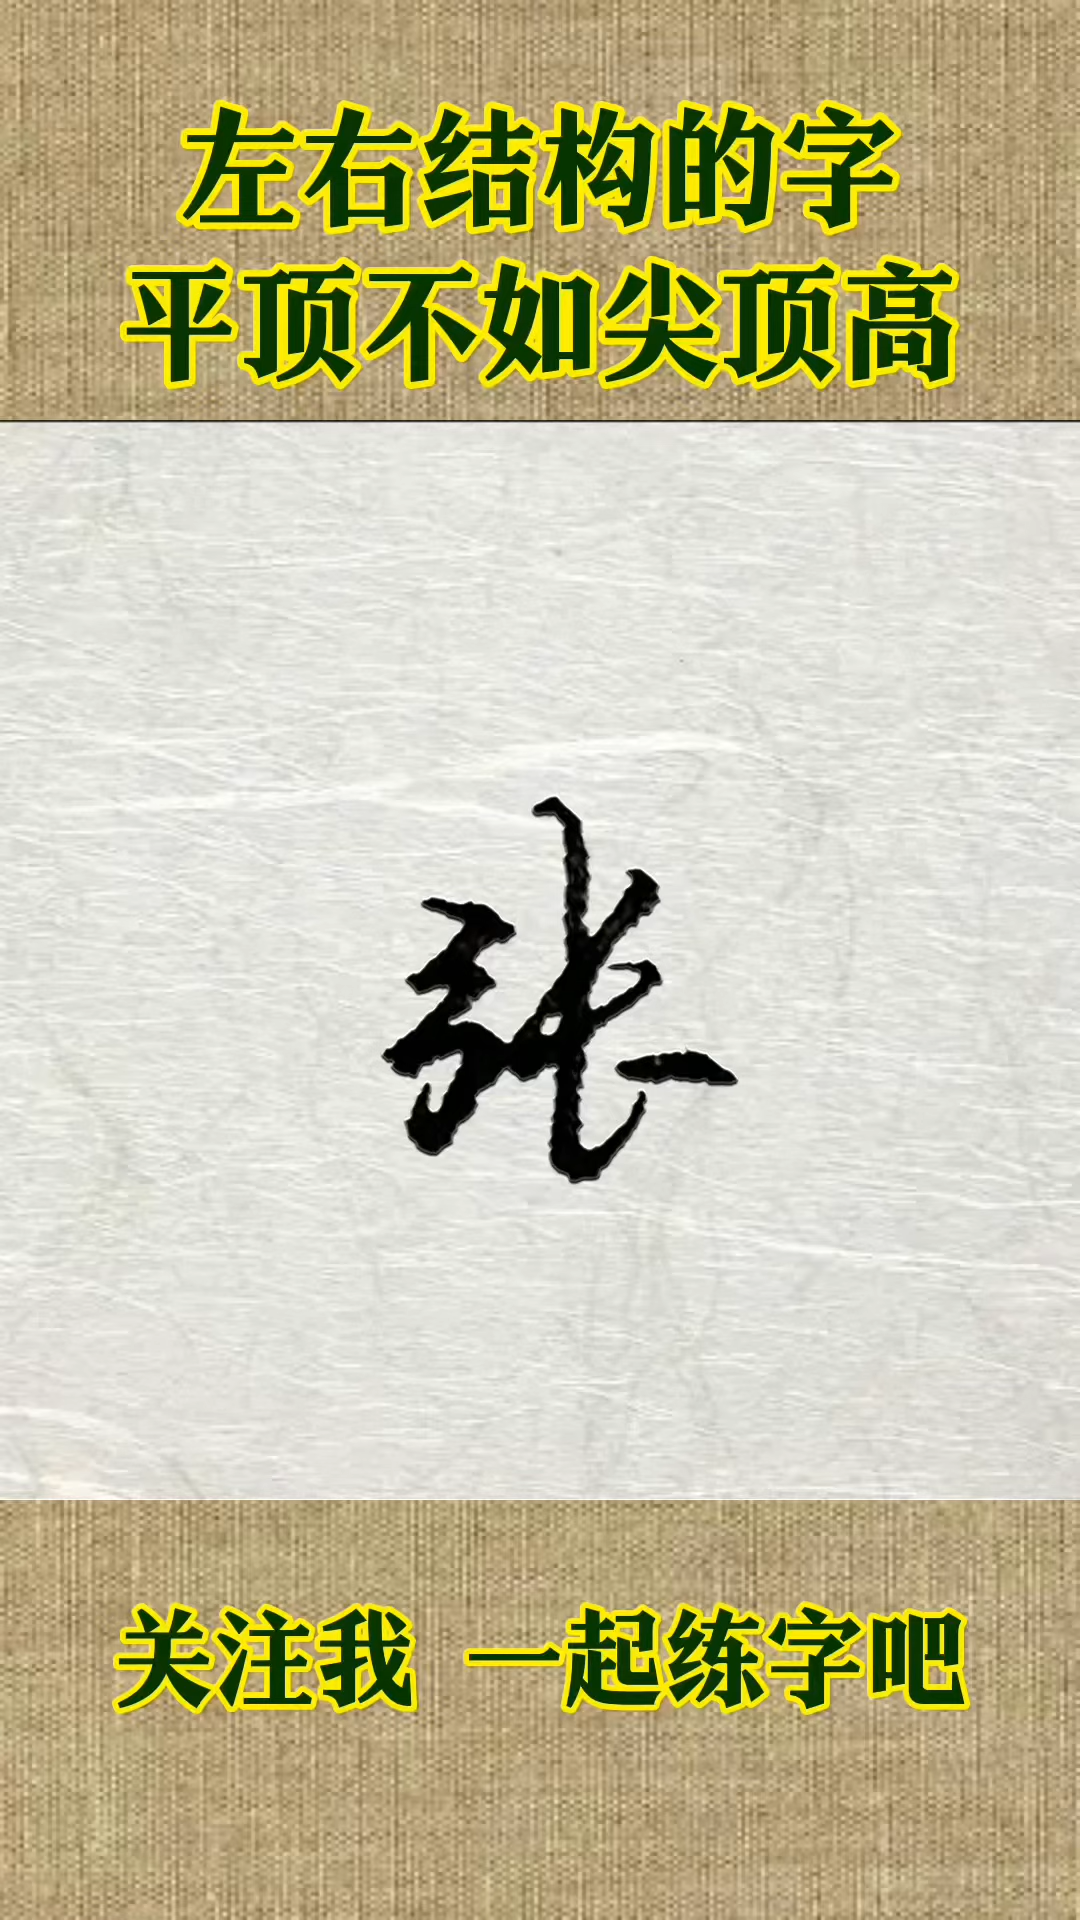 左右结构的字
平顶不如尖顶高
张
关注我 一起练字吧